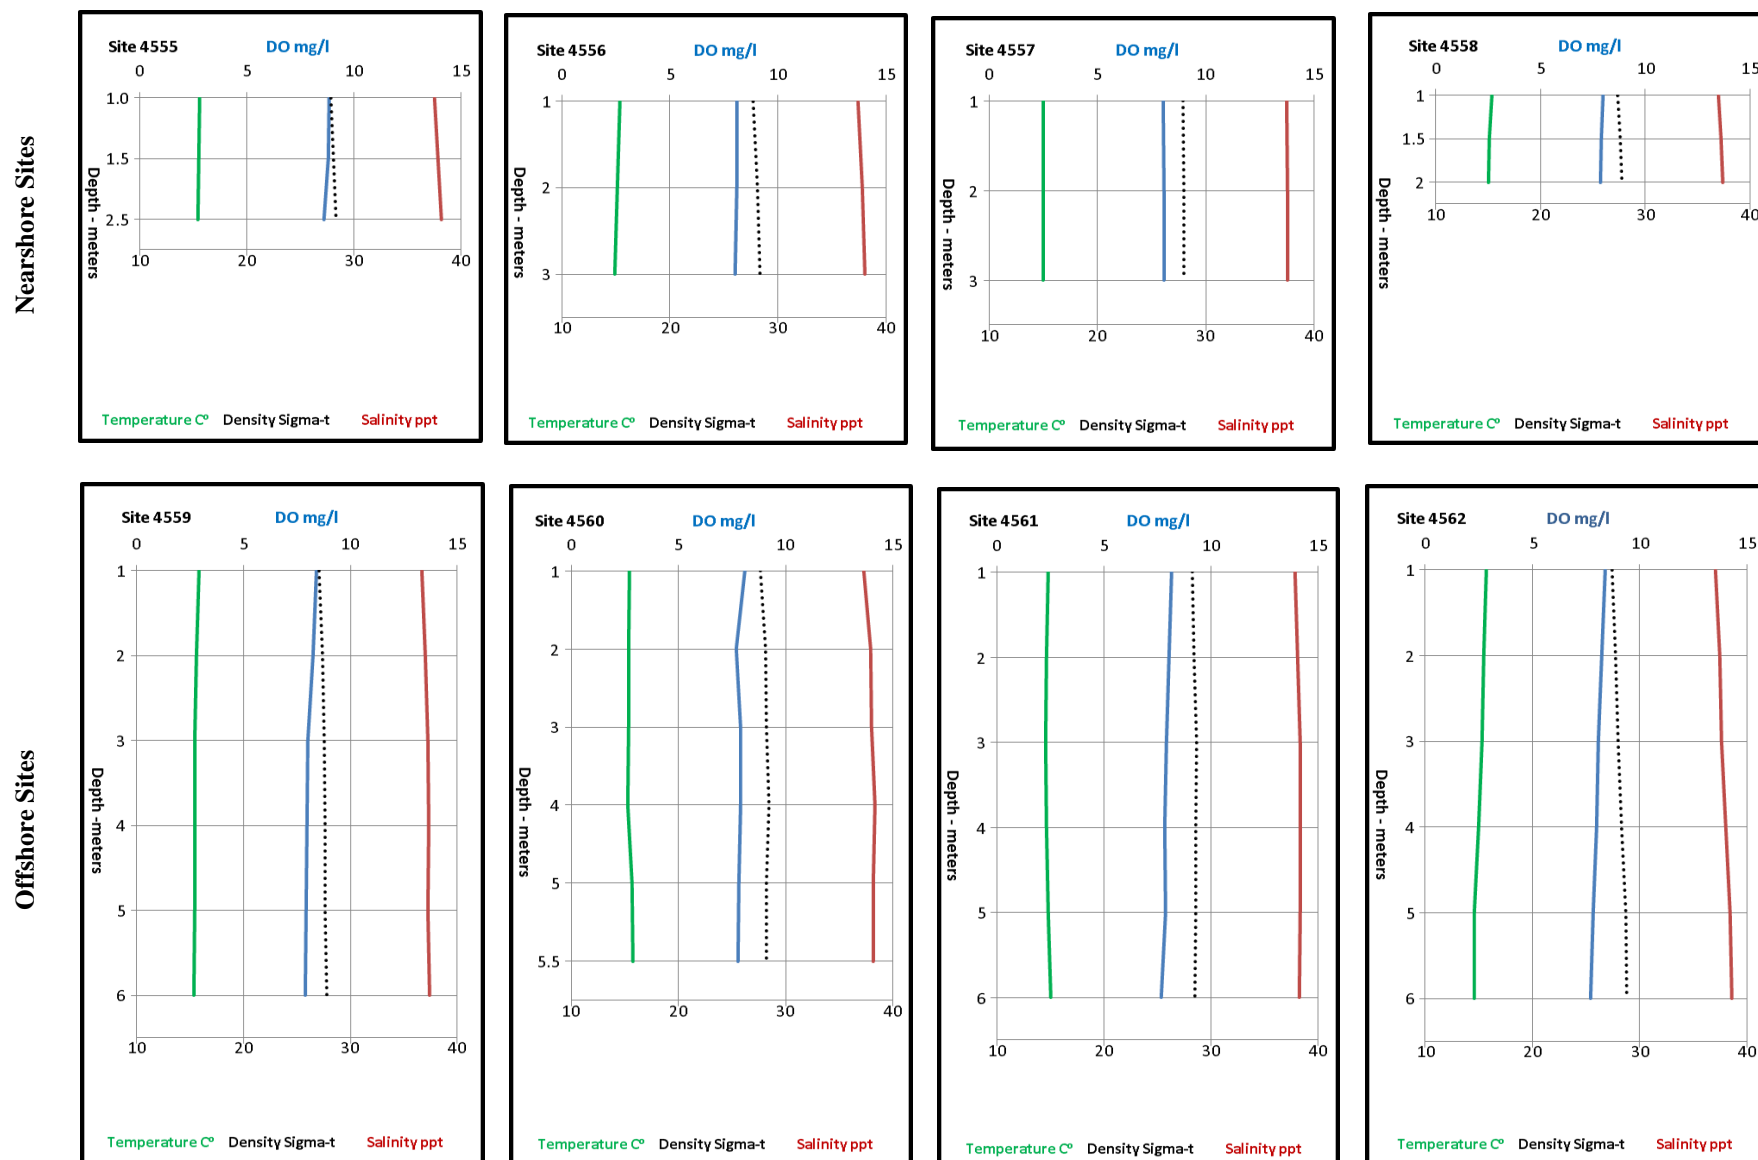 Nearshore Sites
Site 4555 DO mg/l
0 5 10 15
1.0
1.5
2.5
Depth - meters
10 20 30 40
Temperature Cº Density Sigma-t Salinity ppt
Site 4556 DO mg/l
0 5 10 15
1
2
3
Depth - meters
10 20 30 40
Temperature Cº Density Sigma-t Salinity ppt
Site 4557 DO mg/l
0 5 10 15
1
2
3
Depth - meters
10 20 30 40
Temperature Cº Density Sigma-t Salinity ppt
Site 4558 DO mg/l
0 5 10 15
1
1.5
2
Depth - meters
10 20 30 40
Temperature Cº Density Sigma-t Salinity ppt
Offshore Sites
Site 4559 DO mg/l
0 5 10 15
1
2
3
4
5
6
Depth -meters
10 20 30 40
Temperature Cº Density Sigma-t Salinity ppt
Site 4560 DO mg/l
0 5 10 15
1
2
3
4
5
5.5
Depth - meters
10 20 30 40
Temperature Cº Density Sigma-t Salinity ppt
Site 4561 DO mg/l
0 5 10 15
1
2
3
4
5
6
Depth - meters
10 20 30 40
Temperature Cº Density Sigma-t Salinity ppt
Site 4562 DO mg/l
0 5 10 15
1
2
3
4
5
6
Depth - meters
10 20 30 40
Temperature Cº Density Sigma-t Salinity ppt